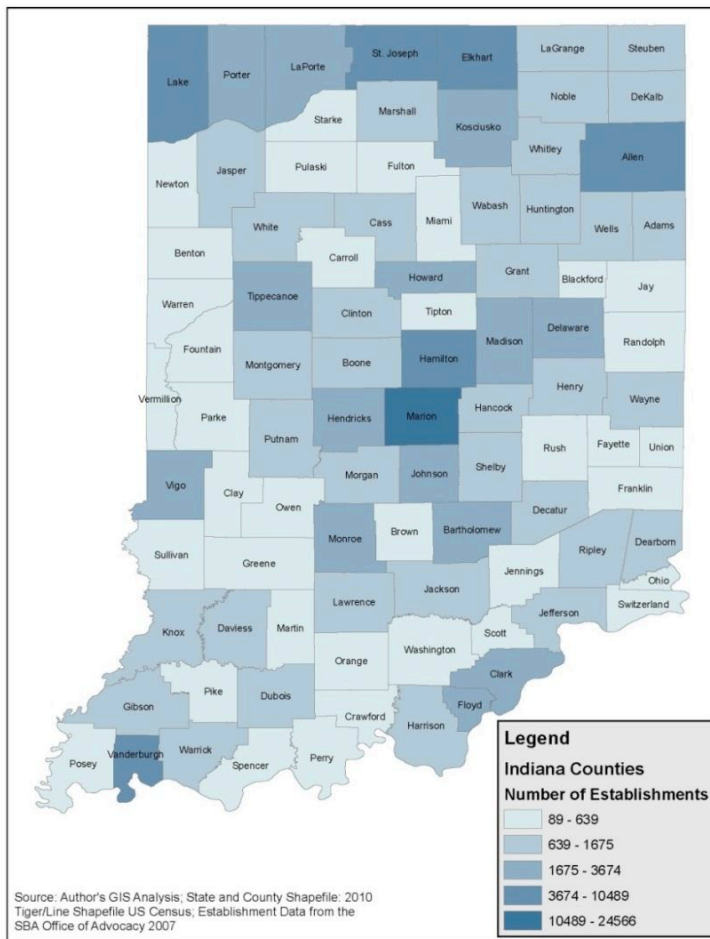 St. Joseph
Elkhart
LaGrange
Steuben
Lake
Porter
LaPorte
Noble
DeKalb
Starke
Marshall
Kosciusko
Whitley
Allen
Jasper
Pulaski
Fulton
Newton
Miami
Wabash
Huntington
White
Cass
Wells
Adams
Benton
Carroll
Howard
Grant
Blackford
Jay
Warren
Tippecanoe
Clinton
Tipton
Madison
Delaware
Fountain
Randolph
Montgomery
Boone
Hamilton
Henry
Vermillion
Parke
Hendricks
Marion
Hancock
Wayne
Putnam
Rush
Fayette
Union
Vigo
Clay
Morgan
Johnson
Shelby
Owen
Franklin
Decatur
Sullivan
Monroe
Brown
Bartholomew
Ripley
Dearborn
Greene
Jennings
Ohio
Lawrence
Jackson
Switzerland
Jefferson
Knox
Daviess
Martin
Scott
Washington
Orange
Clark
Pike
Gibson
Dubois
Floyd
Crawford
Harrison
Vanderburgh
Warrick
Posey
Spencer
Perry
Legend
Indiana Counties
Number of Establishments
89 - 639
639 - 1675
1675 - 3674
3674 - 10489
10489 - 24566
Source: Author's GIS Analysis; State and County Shapefile: 2010
Tiger/Line Shapefile US Census; Establishment Data from the
SBA Office of Advocacy 2007